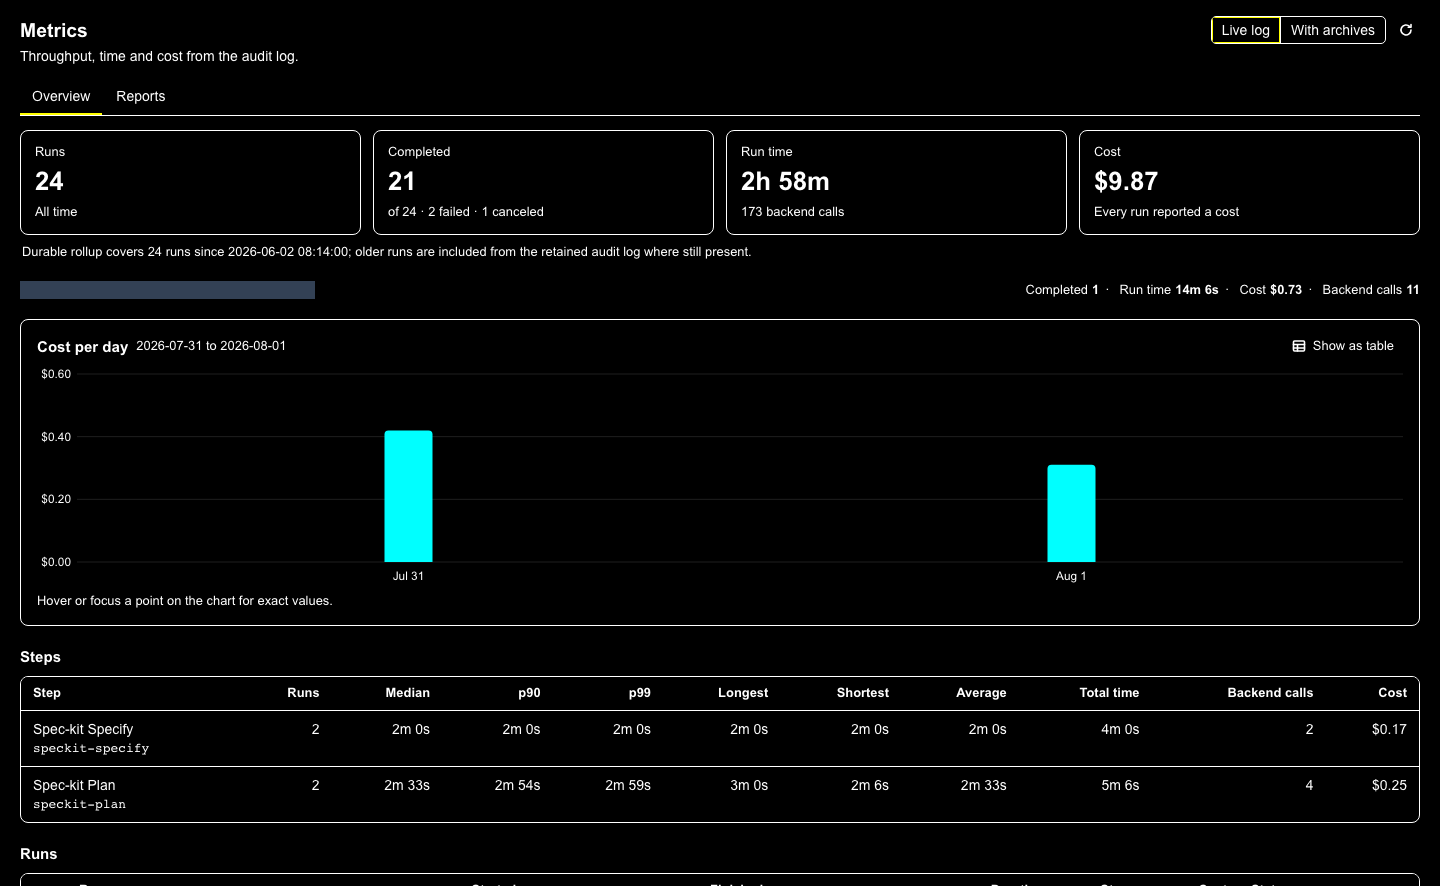 Metrics
Live log
With archives
Throughput, time and cost from the audit log.
Overview
Reports
Runs
24
All time
Completed
21
of 24 · 2 failed · 1 canceled
Run time
2h 58m
173 backend calls
Cost
$9.87
Every run reported a cost
Durable rollup covers 24 runs since 2026-06-02 08:14:00; older runs are included from the retained audit log where still present.
Completed 1 · Run time 14m 6s · Cost $0.73 · Backend calls 11
Cost per day 2026-07-31 to 2026-08-01
Show as table
$0.60
$0.40
$0.20
$0.00
Jul 31
Aug 1
Hover or focus a point on the chart for exact values.
Steps
Step Runs Median p90 p99 Longest Shortest Average Total time Backend calls Cost
Spec-kit Specify 2 2m 0s 2m 0s 2m 0s 2m 0s 2m 0s 2m 0s 4m 0s 2 $0.17
speckit-specify
Spec-kit Plan 2 2m 33s 2m 54s 2m 59s 3m 0s 2m 6s 2m 33s 5m 6s 4 $0.25
speckit-plan
Runs